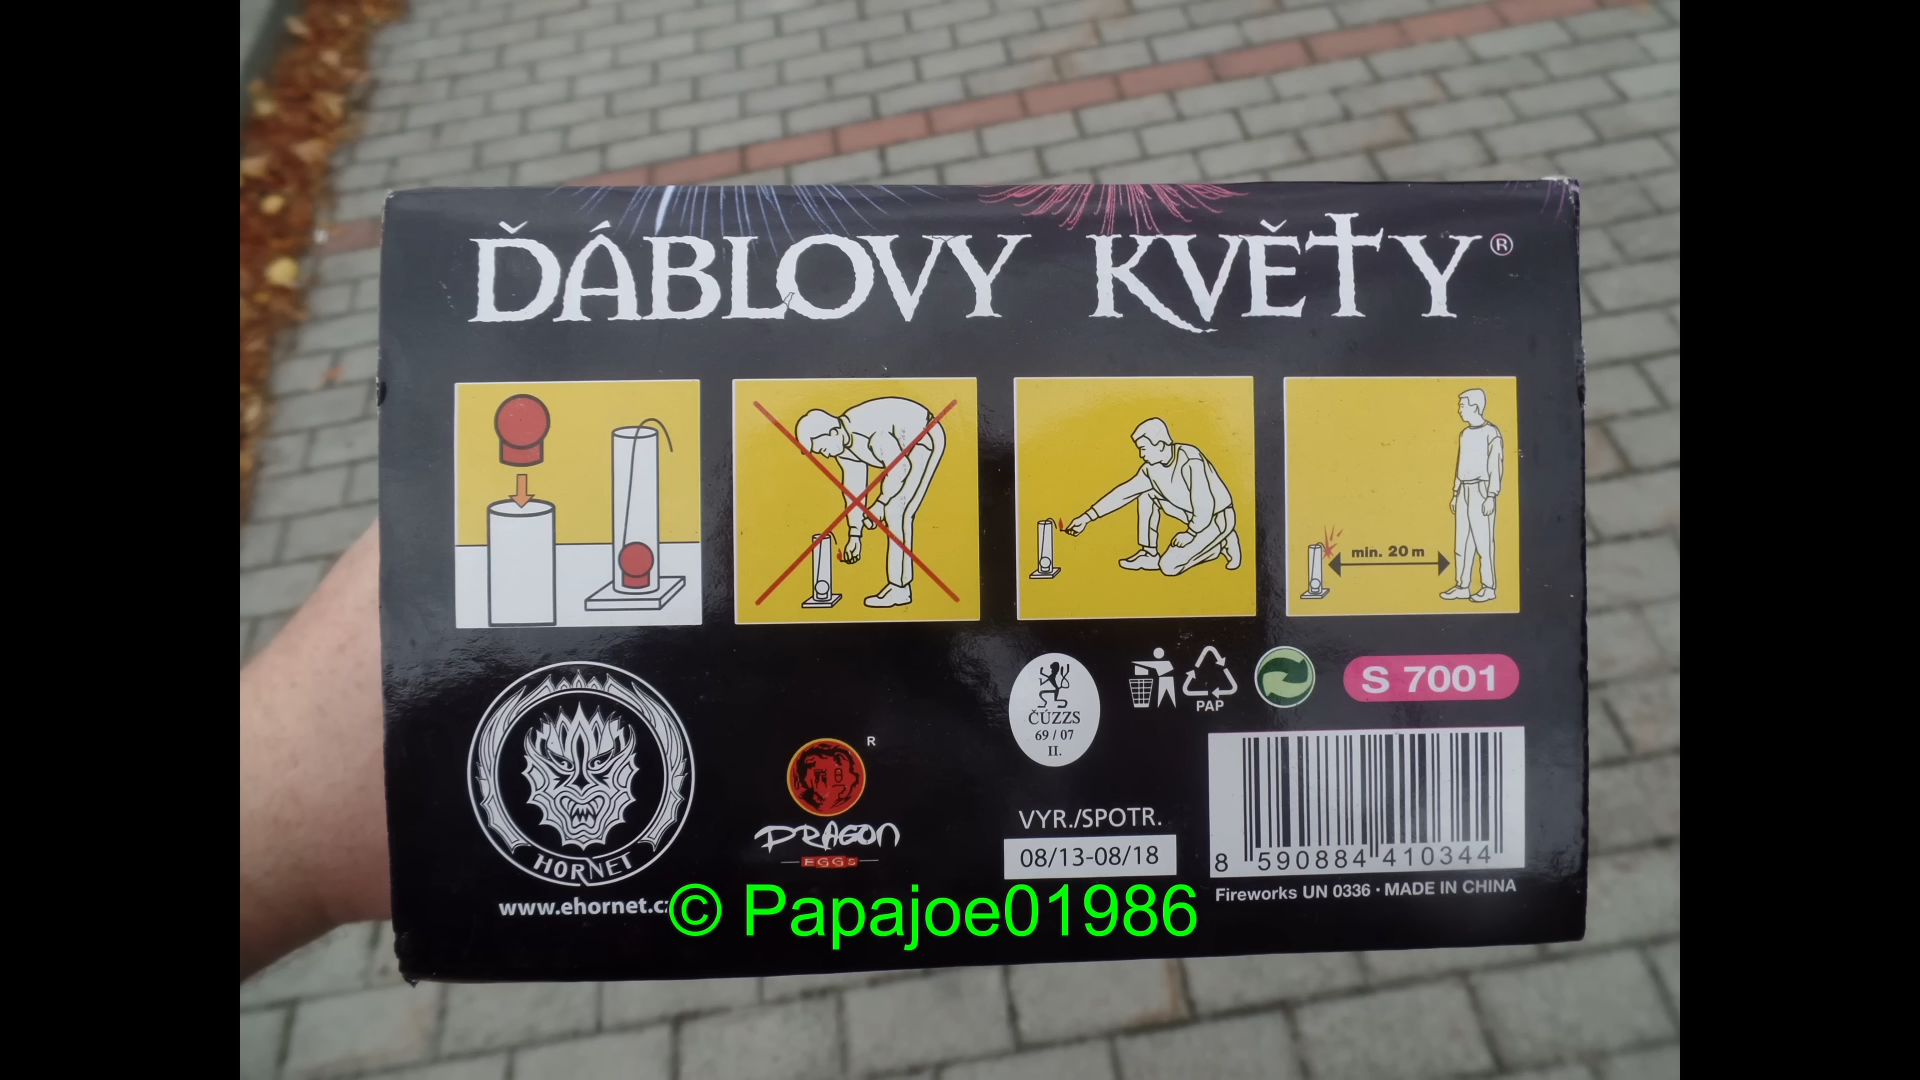 ĎÁBLOVY KVĚTY®
min. 20 m
ČÚZZS
69 / 07
II.
PAP
S 7001
HORNET
www.ehornet.c
R
DRAGON
EGGs
VYR./SPOTR.
08/13-08/18
8 590884 410344
Fireworks UN 0336 · MADE IN CHINA
© Papajoe01986